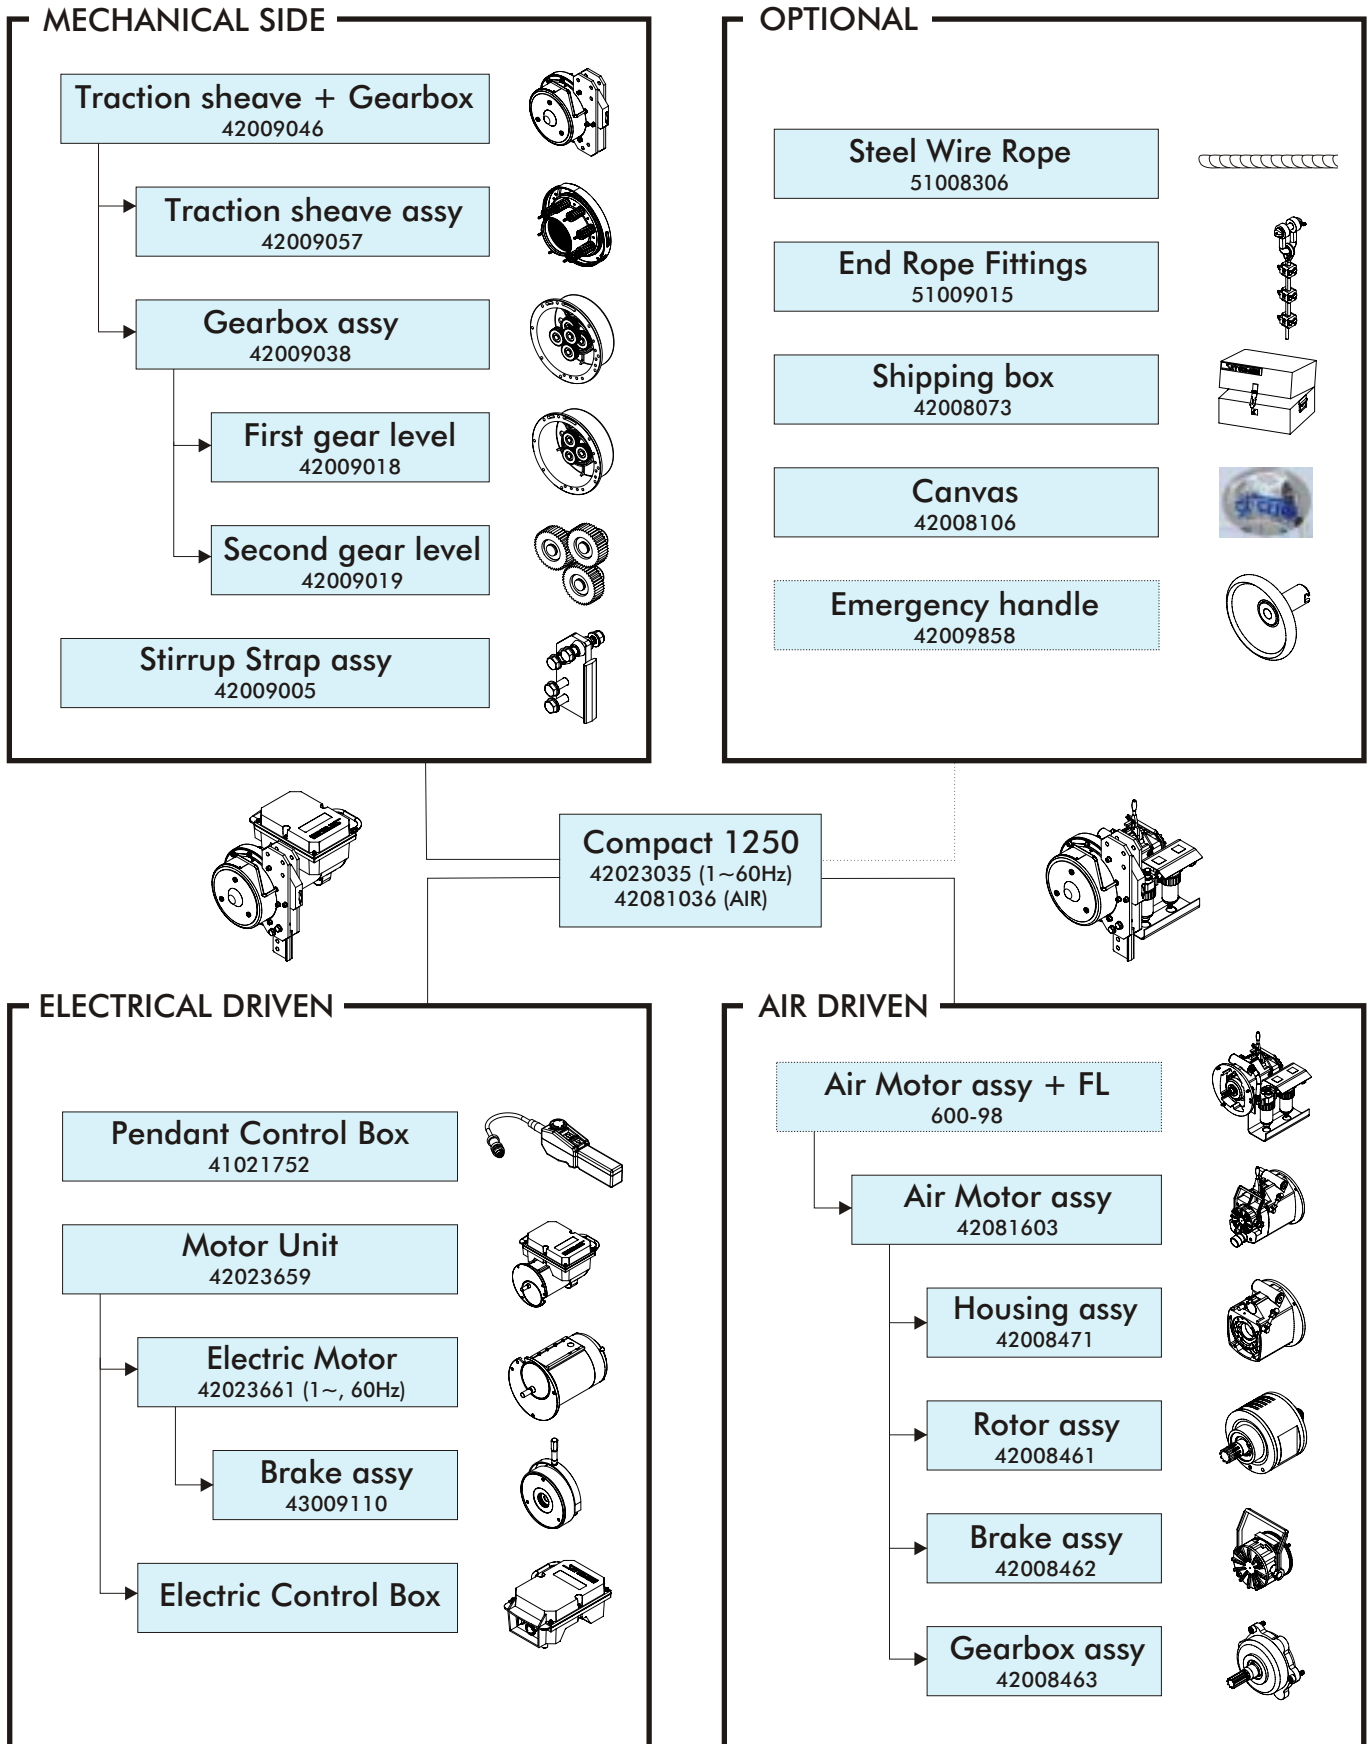 MECHANICAL SIDE
Traction sheave + Gearbox
42009046
Traction sheave assy
42009057
Gearbox assy
42009038
First gear level
42009018
Second gear level
42009019
Stirrup Strap assy
42009005
OPTIONAL
Steel Wire Rope
51008306
End Rope Fittings
51009015
Shipping box
42008073
Canvas
42008106
Emergency handle
42009858
Compact 1250
42023035 (1~60Hz)
42081036 (AIR)
ELECTRICAL DRIVEN
Pendant Control Box
41021752
Motor Unit
42023659
Electric Motor
42023661 (1~, 60Hz)
Brake assy
43009110
Electric Control Box
AIR DRIVEN
Air Motor assy + FL
600-98
Air Motor assy
42081603
Housing assy
42008471
Rotor assy
42008461
Brake assy
42008462
Gearbox assy
42008463